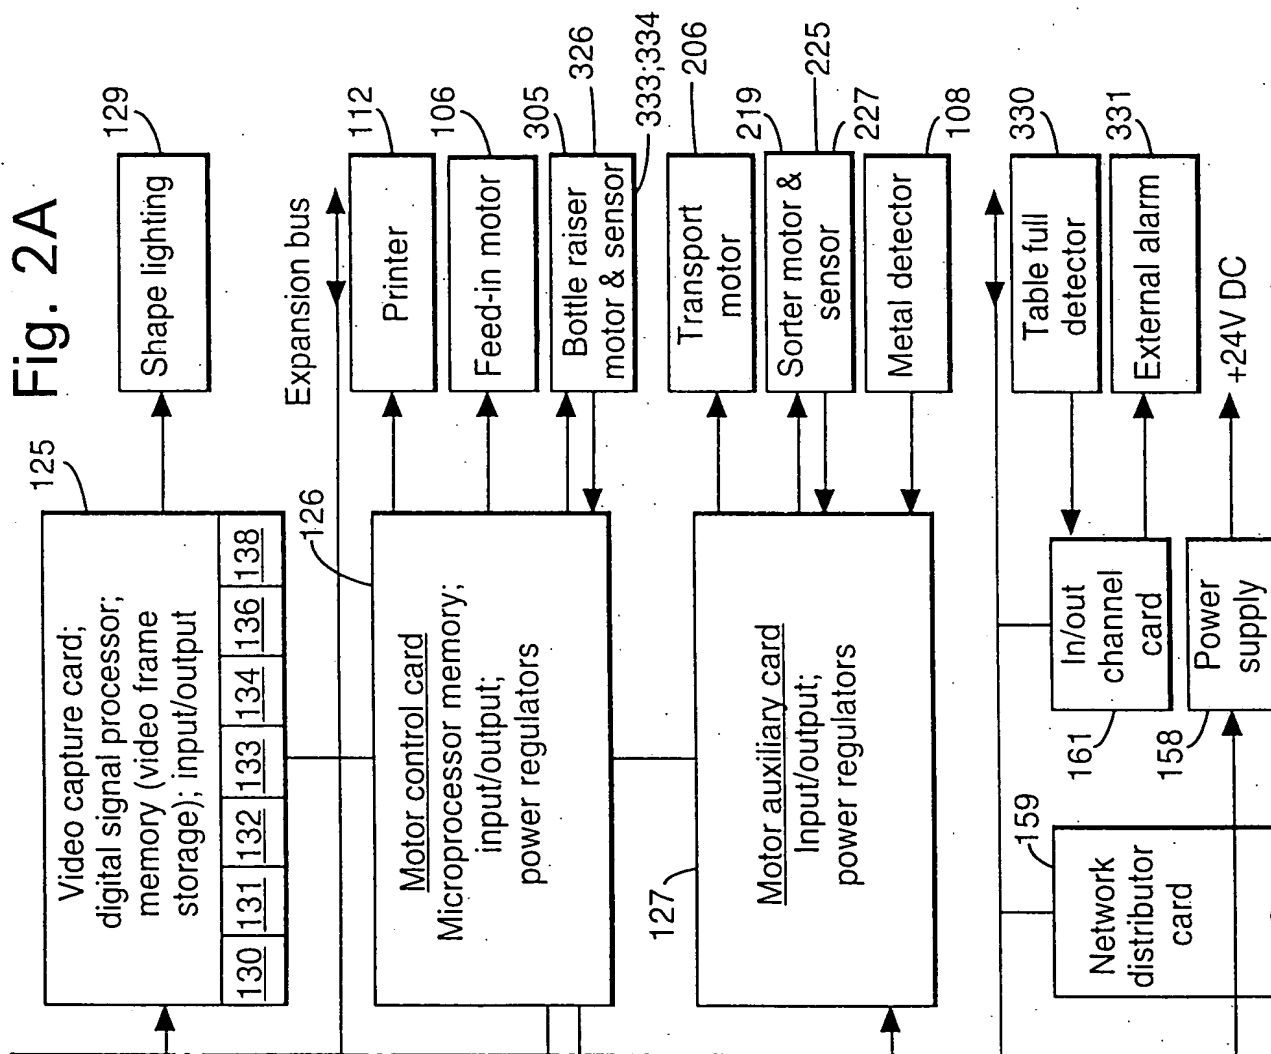 Fig. 2A
125
Video capture card;
digital signal processor;
memory (video frame
storage); input/output
130 131 132 133 134 136 138
129
Shape lighting
Expansion bus
126
Motor control card
Microprocessor memory;
input/output;
power regulators
112
Printer
106
Feed-in motor
305
326
333;334
Bottle raiser
motor & sensor
127
Motor auxiliary card
Input/output;
power regulators
206
Transport
motor
219
225
227
Sorter motor &
sensor
108
Metal detector
159
Network
distributor
card
161
In/out
channel
card
330
Table full
detector
331
External alarm
158
Power
supply
+24V DC